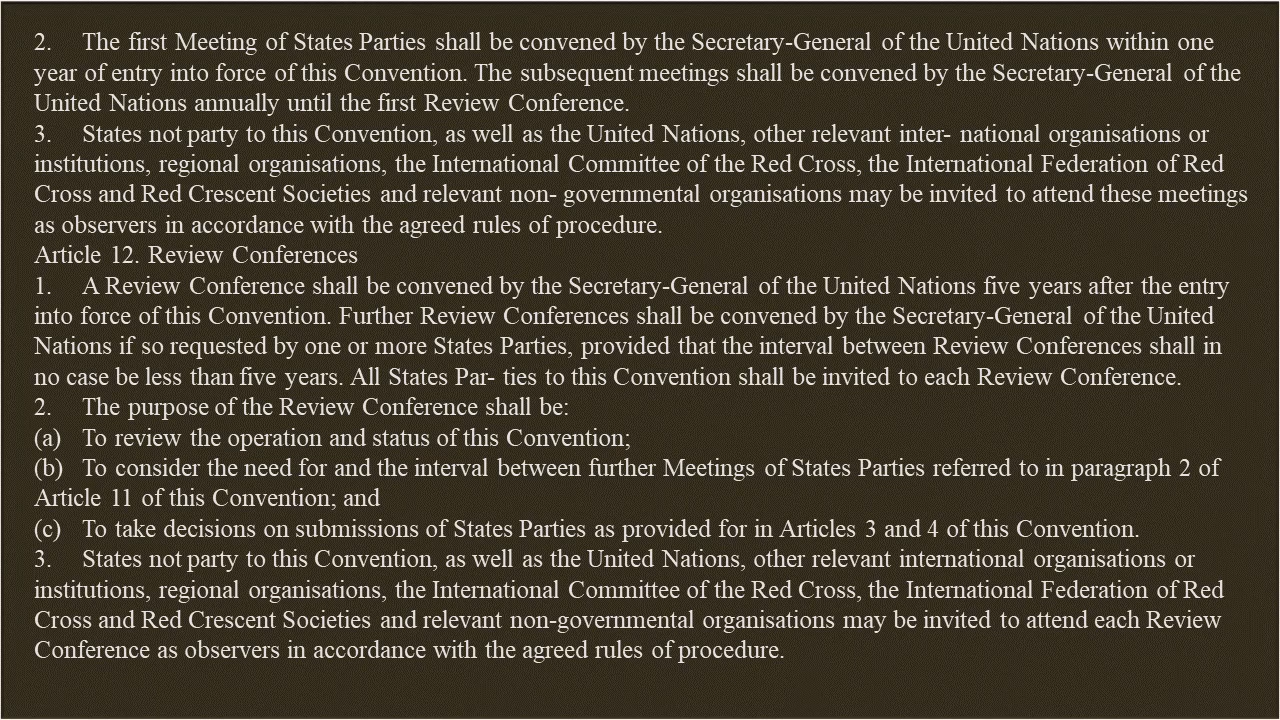 2. The first Meeting of States Parties shall be convened by the Secretary-General of the United Nations within one
year of entry into force of this Convention. The subsequent meetings shall be convened by the Secretary-General of the
United Nations annually until the first Review Conference.
3. States not party to this Convention, as well as the United Nations, other relevant inter- national organisations or
institutions, regional organisations, the International Committee of the Red Cross, the International Federation of Red
Cross and Red Crescent Societies and relevant non- governmental organisations may be invited to attend these meetings
as observers in accordance with the agreed rules of procedure.
Article 12. Review Conferences
1. A Review Conference shall be convened by the Secretary-General of the United Nations five years after the entry
into force of this Convention. Further Review Conferences shall be convened by the Secretary-General of the United
Nations if so requested by one or more States Parties, provided that the interval between Review Conferences shall in
no case be less than five years. All States Par- ties to this Convention shall be invited to each Review Conference.
2. The purpose of the Review Conference shall be:
(a) To review the operation and status of this Convention;
(b) To consider the need for and the interval between further Meetings of States Parties referred to in paragraph 2 of
Article 11 of this Convention; and
(c) To take decisions on submissions of States Parties as provided for in Articles 3 and 4 of this Convention.
3. States not party to this Convention, as well as the United Nations, other relevant international organisations or
institutions, regional organisations, the International Committee of the Red Cross, the International Federation of Red
Cross and Red Crescent Societies and relevant non-governmental organisations may be invited to attend each Review
Conference as observers in accordance with the agreed rules of procedure.